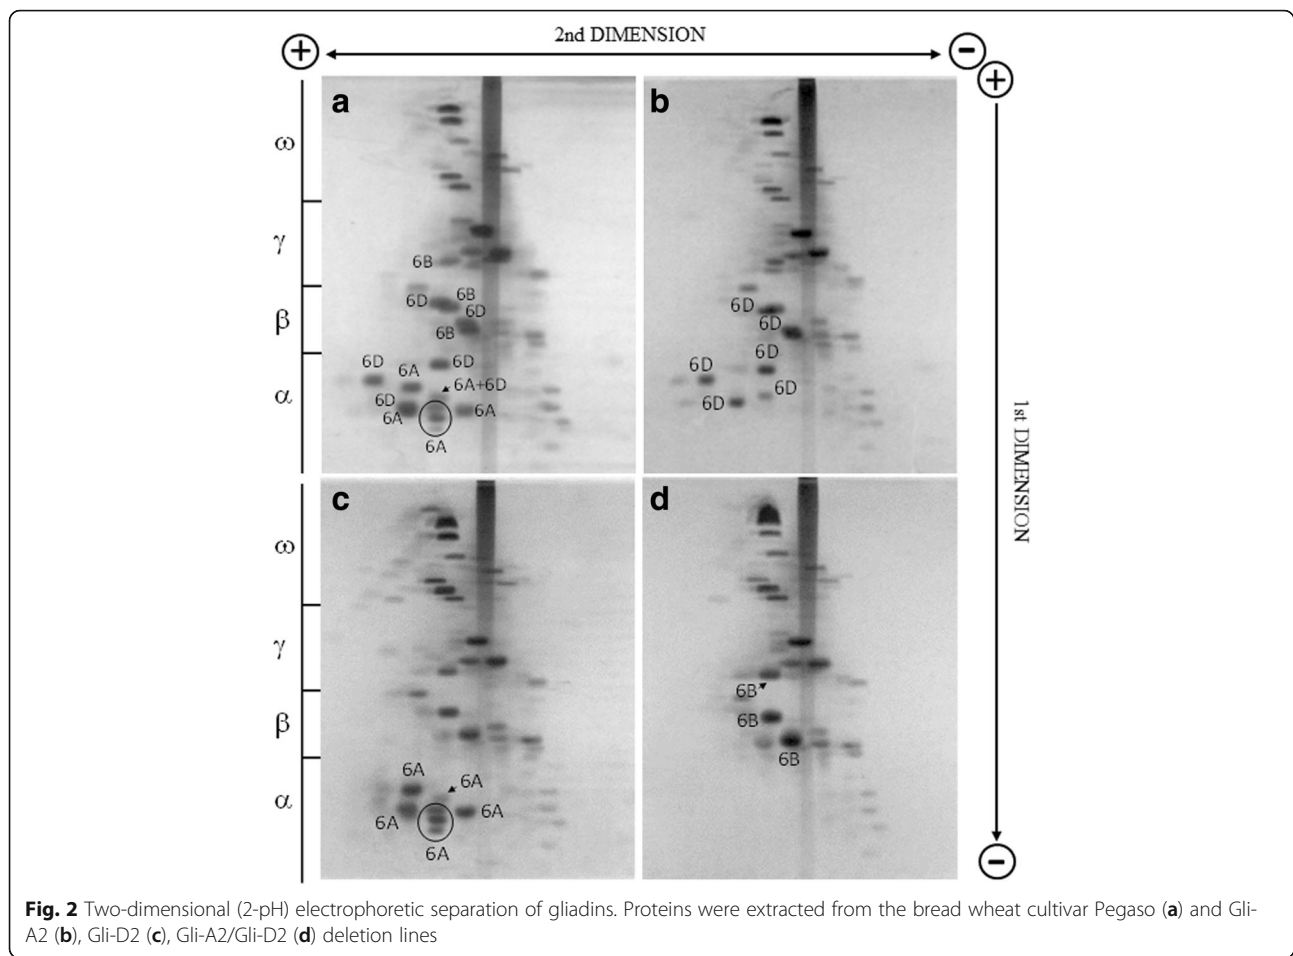 2nd DIMENSION
+
−
+
a
b
ω
γ
β
α
6B
6D
6B
6D
6B
6D
6D
6A
6A+6D
6D
6A
6A
6A
6D
6D
6D
6D
6D
6D
1st DIMENSION
c
d
ω
γ
β
α
6A
6A
6A
6A
6A
6B
6B
6B
−
Fig. 2 Two-dimensional (2-pH) electrophoretic separation of gliadins. Proteins were extracted from the bread wheat cultivar Pegaso (a) and Gli-
A2 (b), Gli-D2 (c), Gli-A2/Gli-D2 (d) deletion lines